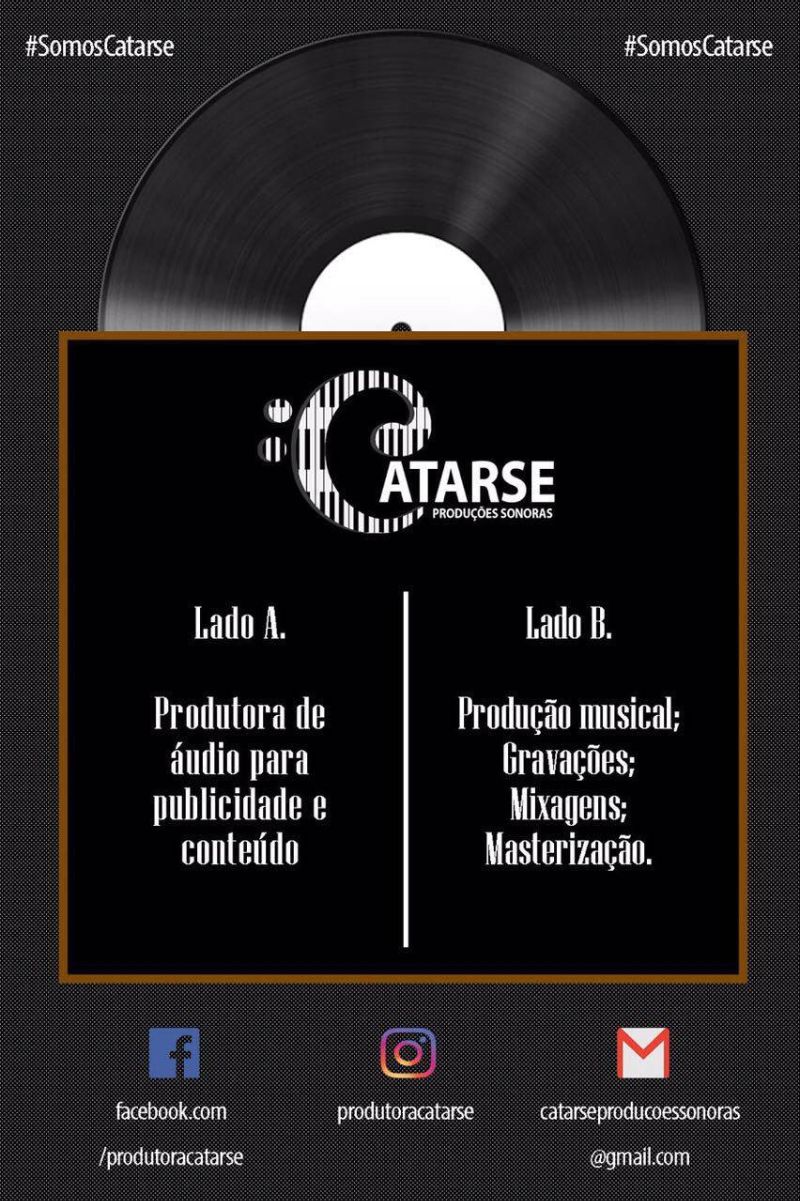 #SomosCatarse
#SomosCatarse
CATARSE
PRODUÇÕES SONORAS
Lado A.
Produtora de
áudio para
publicidade e
conteúdo
Lado B.
Produção musical;
Gravações;
Mixagens;
Masterização.
facebook.com
/produtoracatarse
produtoracatarse
catarseproducoessonoras
@gmail.com